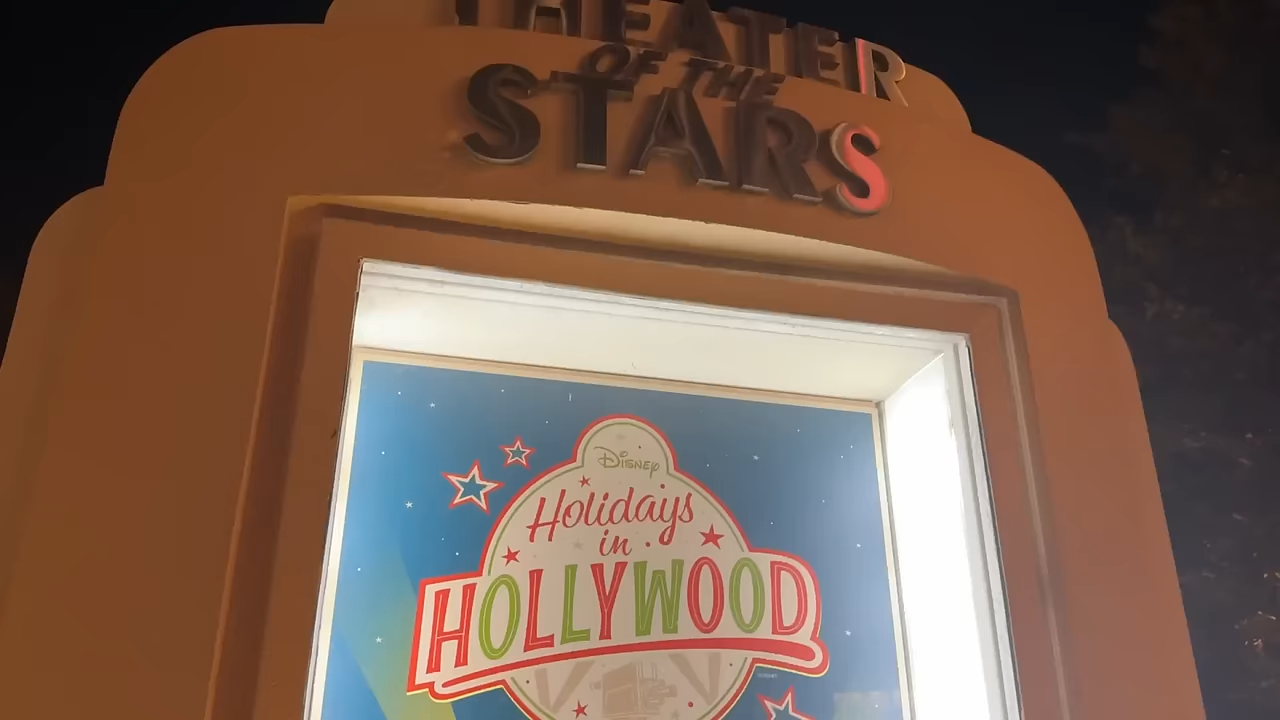 THEATER
OF THE
STARS
Disney
Holidays
in
HOLLYWOOD